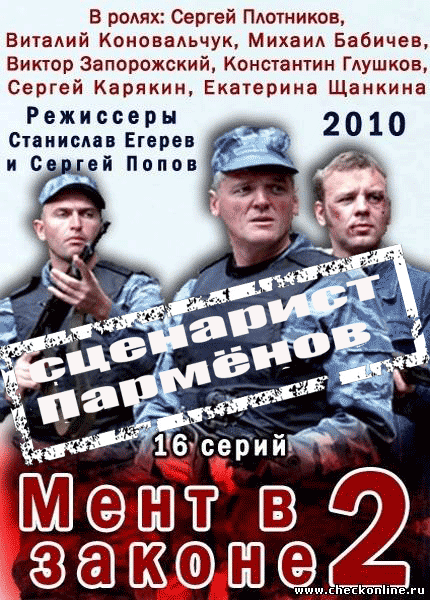 В ролях: Сергей Плотников,
Виталий Коновальчук, Михаил Бабичев,
Виктор Запорожский, Константин Глушков,
Сергей Карякин, Екатерина Щанкина
Режиссеры
Станислав Егерев
и Сергей Попов
2010
сценарист
парménов
16 серий
Мент в
законе 2
www.checkonline.ru